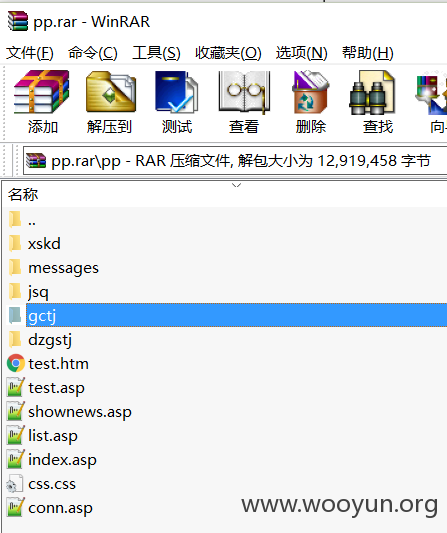 pp.rar - WinRAR
文件(F) 命令(C) 工具(S) 收藏夹(O) 选项(N) 帮助(H)
添加 解压到 测试 查看 删除 查找 向
pp.rar\pp - RAR 压缩文件, 解包大小为 12,919,458 字节
名称
..
xskd
messages
jsq
gctj
dzgstj
test.htm
test.asp
shownews.asp
list.asp
index.asp
css.css
conn.asp
www.wooyun.org